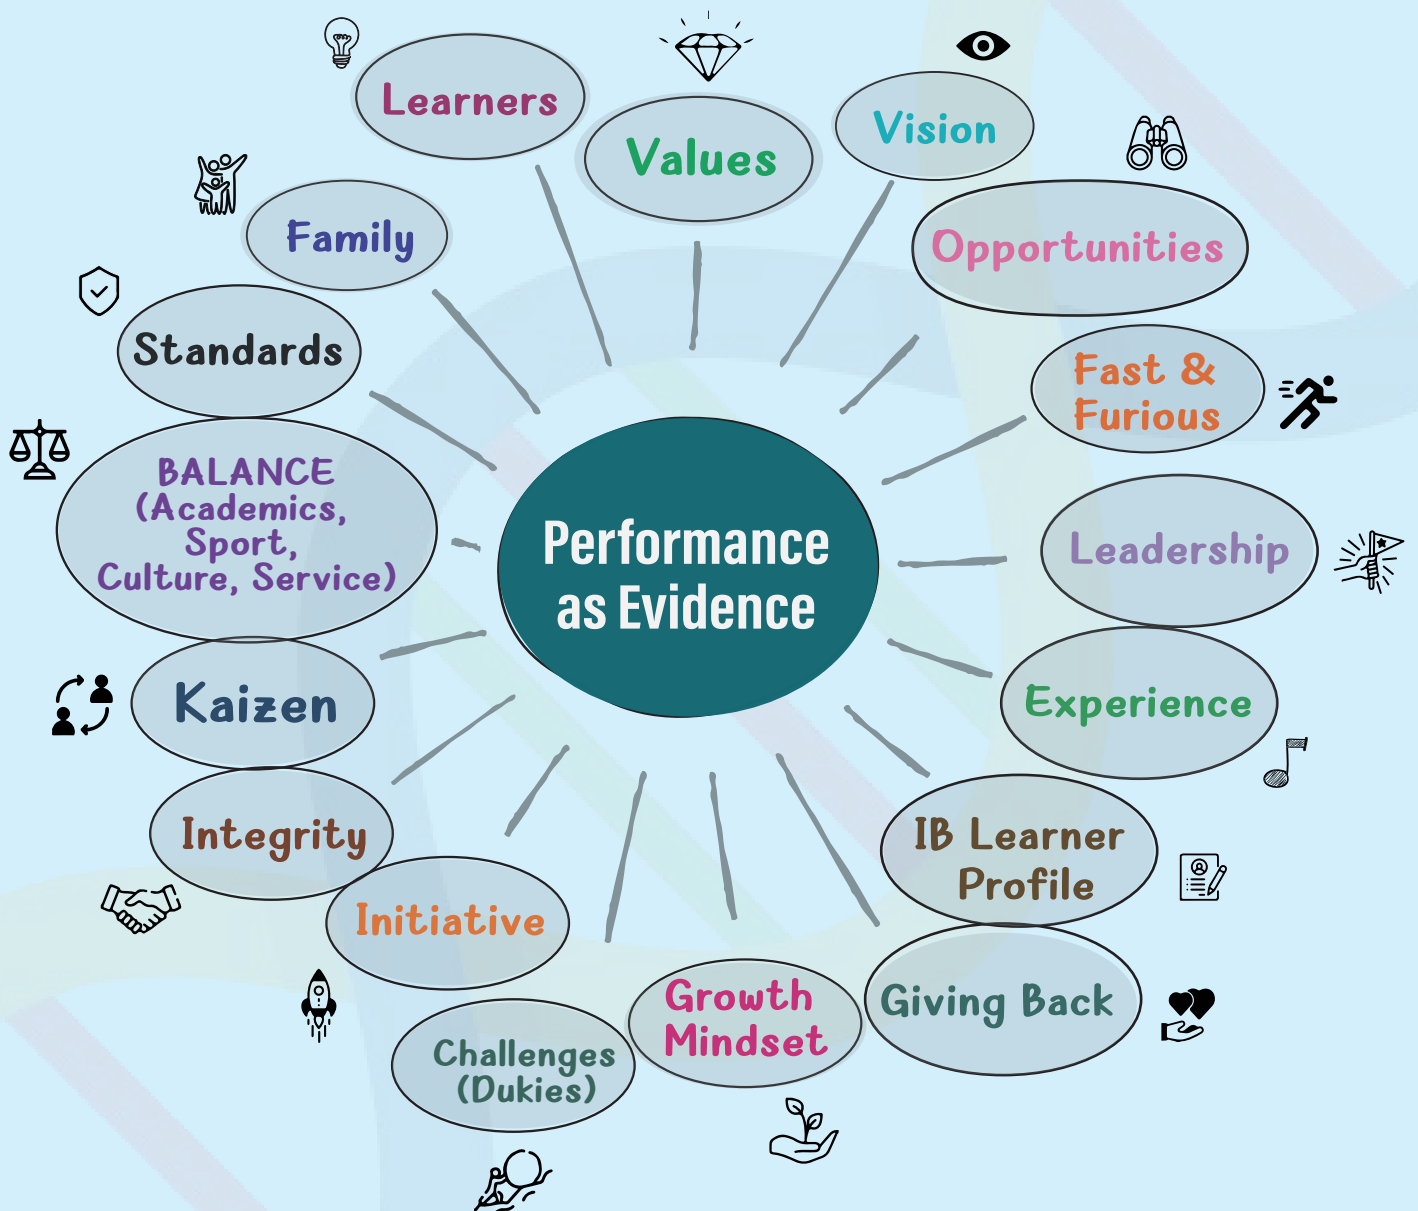 Learners
Values
Vision
Opportunities
Family
Standards
Fast &
Furious
BALANCE
(Academics,
Sport,
Culture, Service)
Performance
as Evidence
Leadership
Kaizen
Experience
Integrity
IB Learner
Profile
Initiative
Giving Back
Growth
Mindset
Challenges
(Dukies)